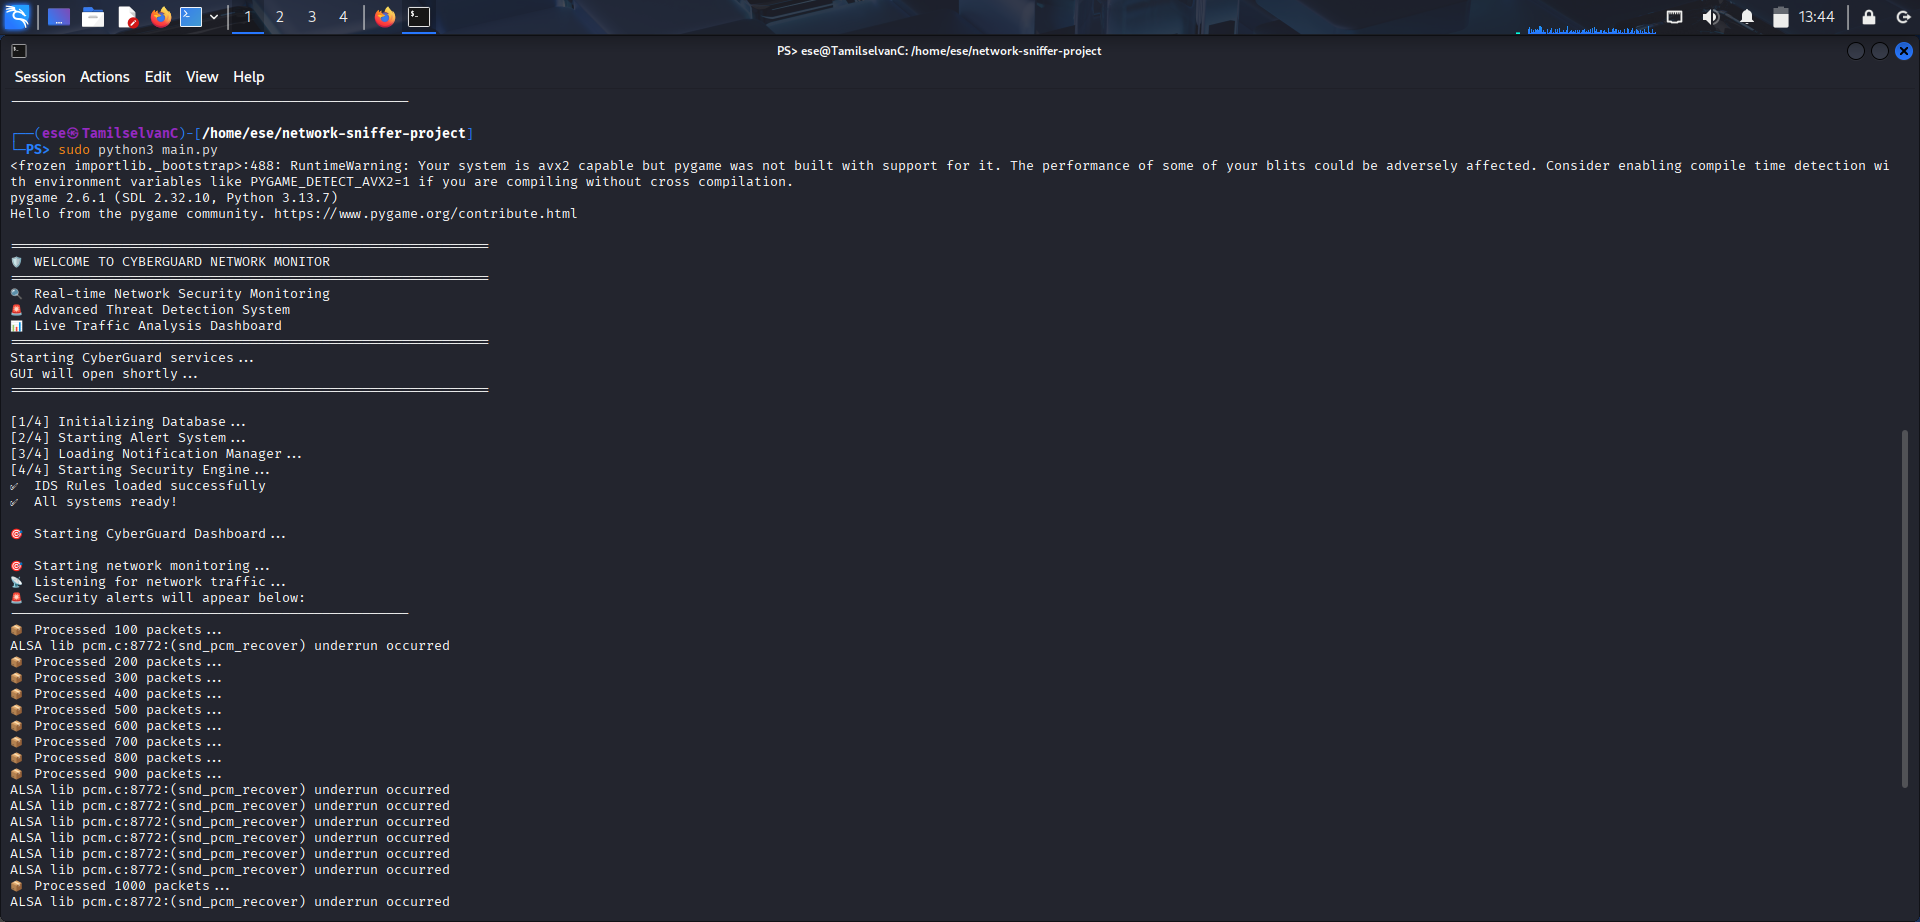 1 2 3 4 13:44
PS> ese@TamilselvanC: /home/ese/network-sniffer-project
Session Actions Edit View Help
┌──(ese㉿TamilselvanC)-[/home/ese/network-sniffer-project]
└─PS> sudo python3 main.py
<frozen importlib._bootstrap>:488: RuntimeWarning: Your system is avx2 capable but pygame was not built with support for it. The performance of some of your blits could be adversely affected. Consider enabling compile time detection wi
th environment variables like PYGAME_DETECT_AVX2=1 if you are compiling without cross compilation.
pygame 2.6.1 (SDL 2.32.10, Python 3.13.7)
Hello from the pygame community. https://www.pygame.org/contribute.html
🛡️ WELCOME TO CYBERGUARD NETWORK MONITOR
🔍 Real-time Network Security Monitoring
🚨 Advanced Threat Detection System
📊 Live Traffic Analysis Dashboard
Starting CyberGuard services...
GUI will open shortly...
[1/4] Initializing Database...
[2/4] Starting Alert System...
[3/4] Loading Notification Manager...
[4/4] Starting Security Engine...
✅ IDS Rules loaded successfully
✅ All systems ready!
🎯 Starting CyberGuard Dashboard...
🎯 Starting network monitoring...
📡 Listening for network traffic...
🚨 Security alerts will appear below:
📦 Processed 100 packets...
ALSA lib pcm.c:8772:(snd_pcm_recover) underrun occurred
📦 Processed 200 packets...
📦 Processed 300 packets...
📦 Processed 400 packets...
📦 Processed 500 packets...
📦 Processed 600 packets...
📦 Processed 700 packets...
📦 Processed 800 packets...
📦 Processed 900 packets...
ALSA lib pcm.c:8772:(snd_pcm_recover) underrun occurred
ALSA lib pcm.c:8772:(snd_pcm_recover) underrun occurred
ALSA lib pcm.c:8772:(snd_pcm_recover) underrun occurred
ALSA lib pcm.c:8772:(snd_pcm_recover) underrun occurred
ALSA lib pcm.c:8772:(snd_pcm_recover) underrun occurred
ALSA lib pcm.c:8772:(snd_pcm_recover) underrun occurred
📦 Processed 1000 packets...
ALSA lib pcm.c:8772:(snd_pcm_recover) underrun occurred